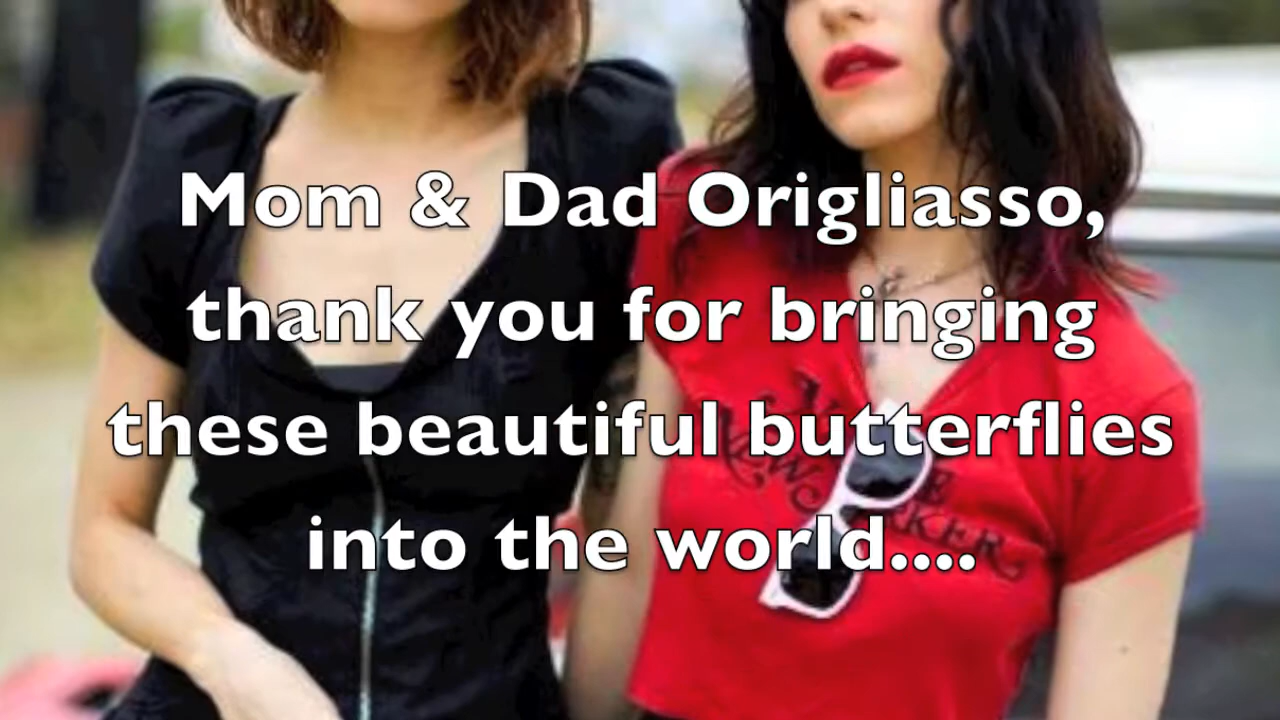 Mom & Dad Origliasso,
thank you for bringing
these beautiful butterflies
into the world....